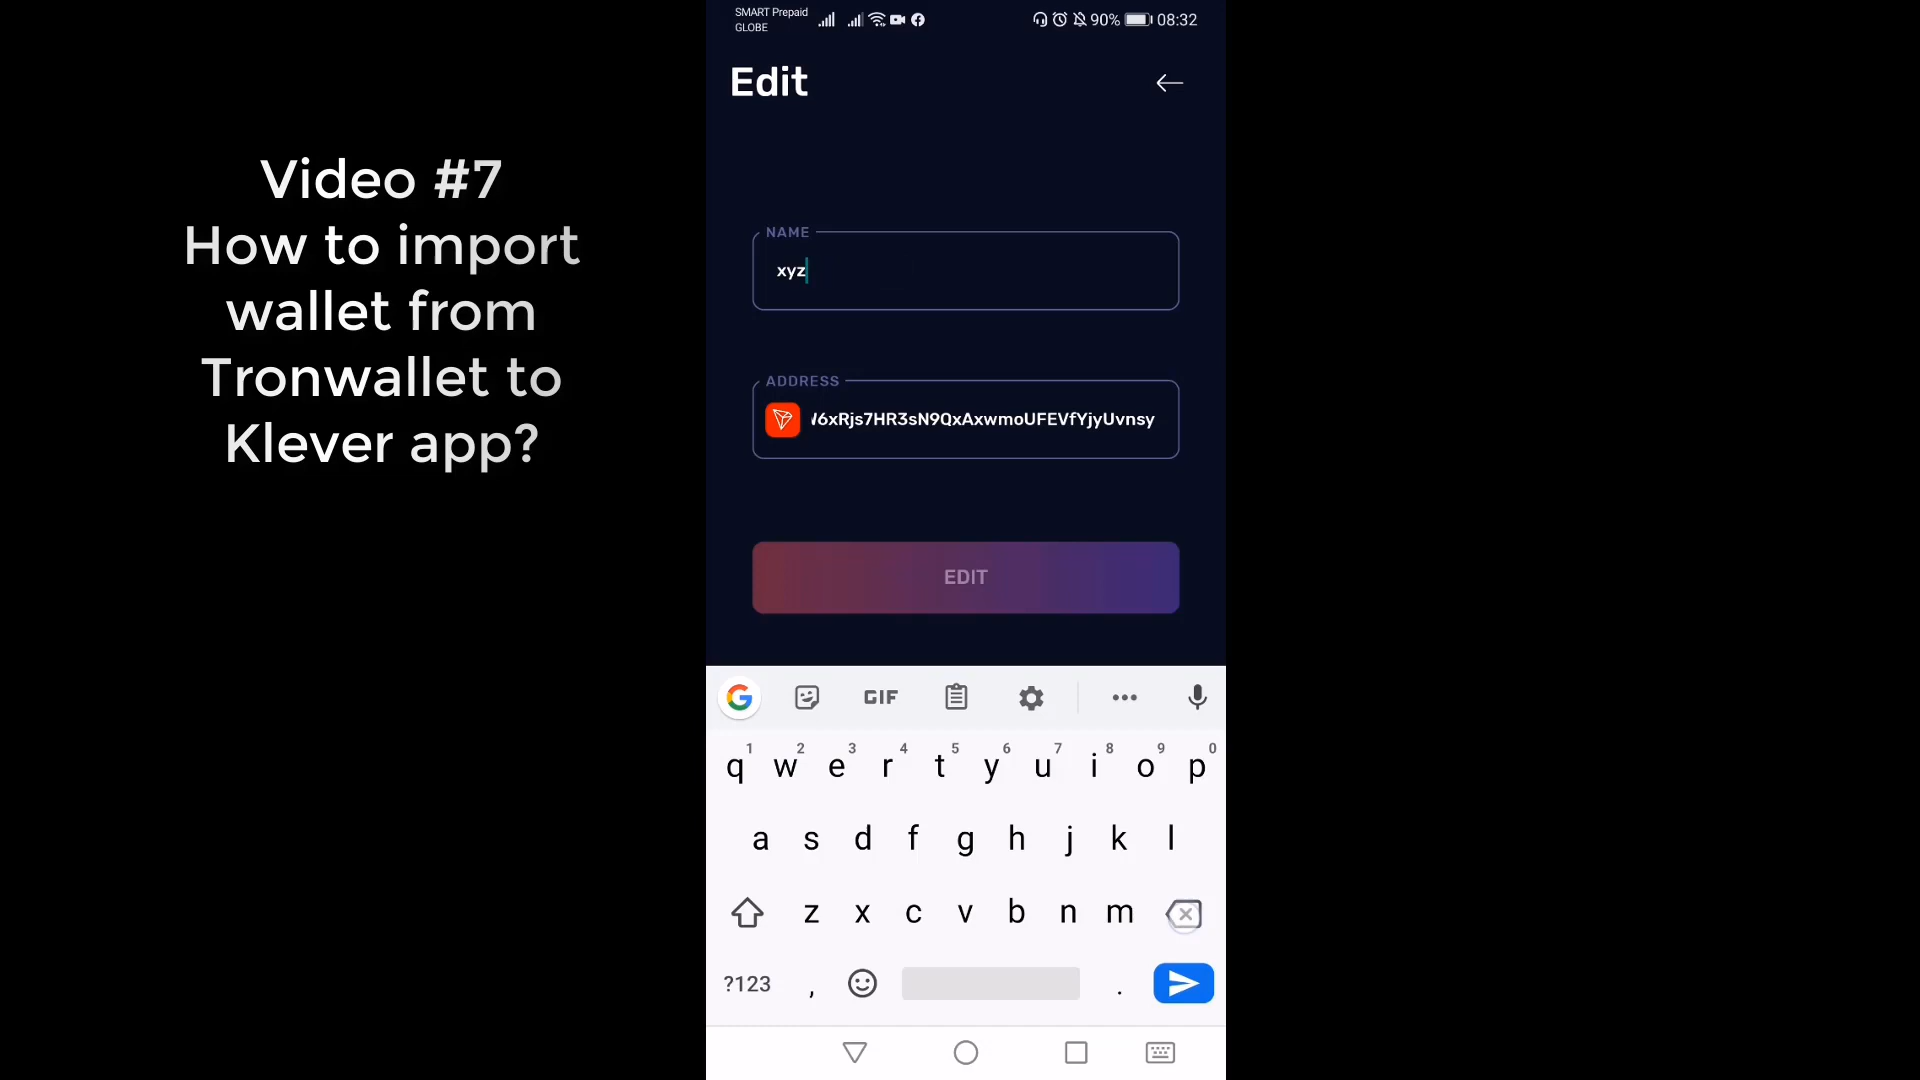 Video #7
How to import
wallet from
Tronwallet to
Klever app?
SMART Prepaid
GLOBE
90%
08:32
Edit
NAME
xyz
ADDRESS
6xRjs7HR3sN9QxAxwmoUFEVfYjyUvnsy
EDIT
GIF
1 2 3 4 5 6 7 8 9 0
q w e r t y u i o p
a s d f g h j k l
z x c v b n m
?123 , .